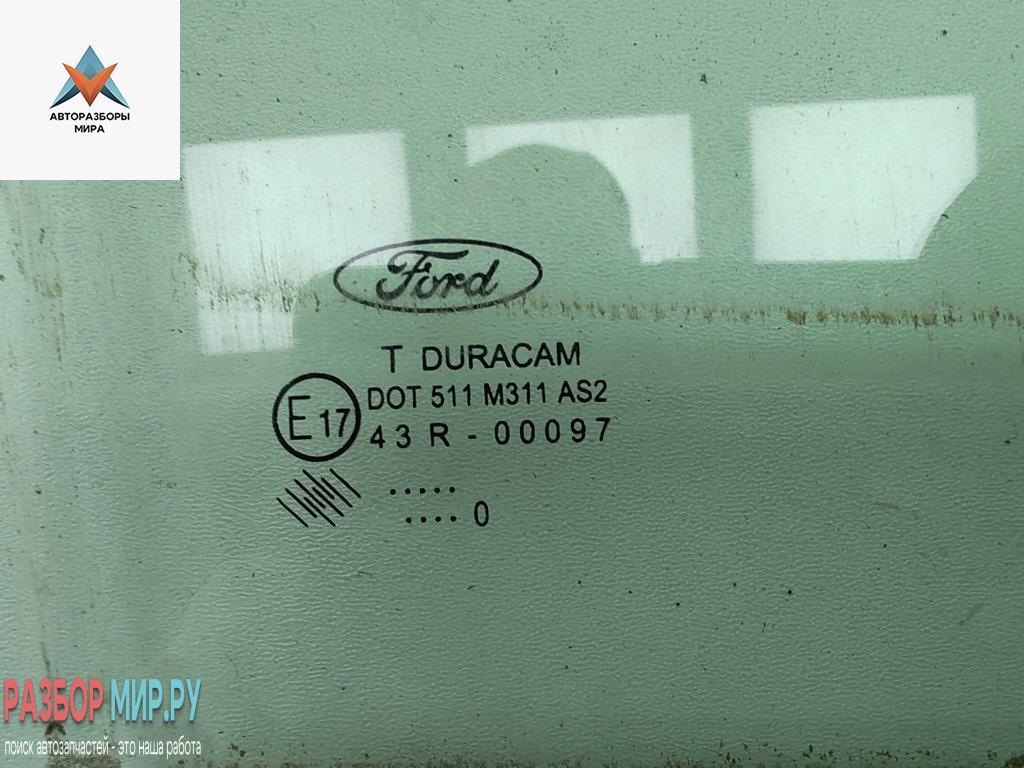 АВТОРАЗБОРЫ
МИРА
Ford
T DURACAM
DOT 511 M311 AS2
E17
43R-00097
..... 
.... 0
РАЗБОР МИР.РУ
поиск автозапчастей - это наша работа